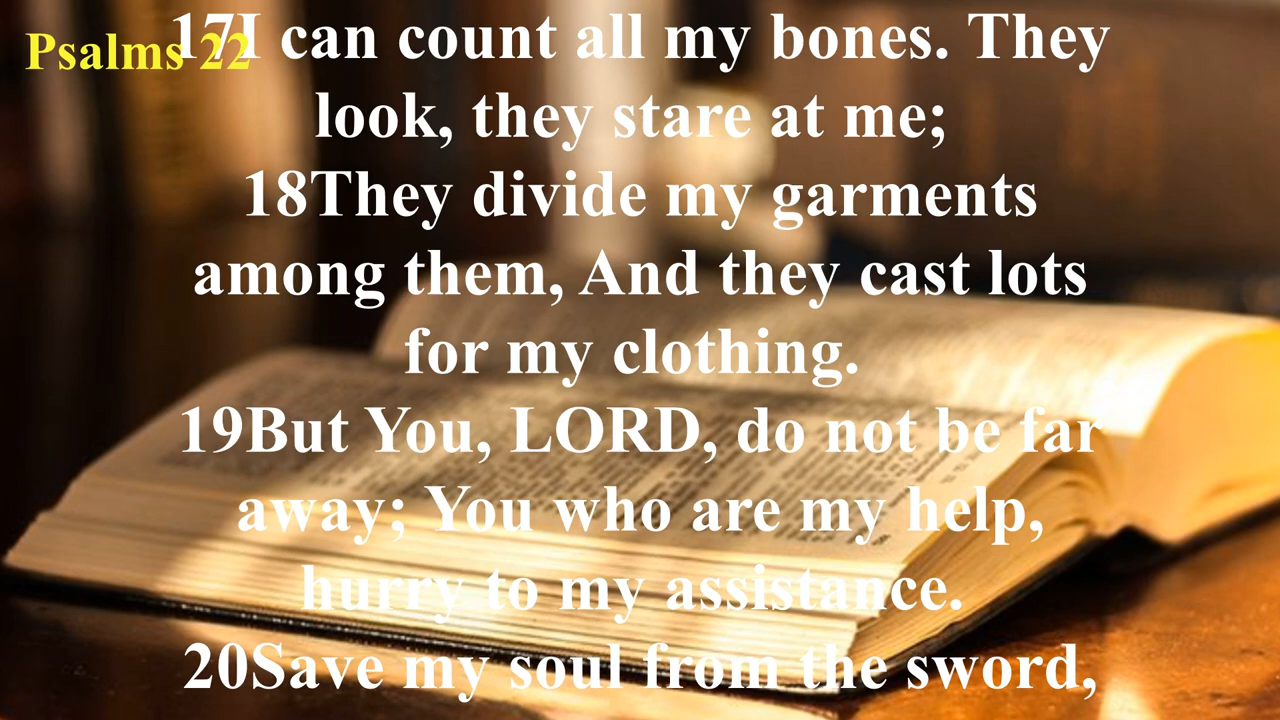 Psalms 22
17I can count all my bones. They
look, they stare at me;
18They divide my garments
among them, And they cast lots
for my clothing.
19But You, LORD, do not be far
away; You who are my help,
hurry to my assistance.
20Save my soul from the sword,